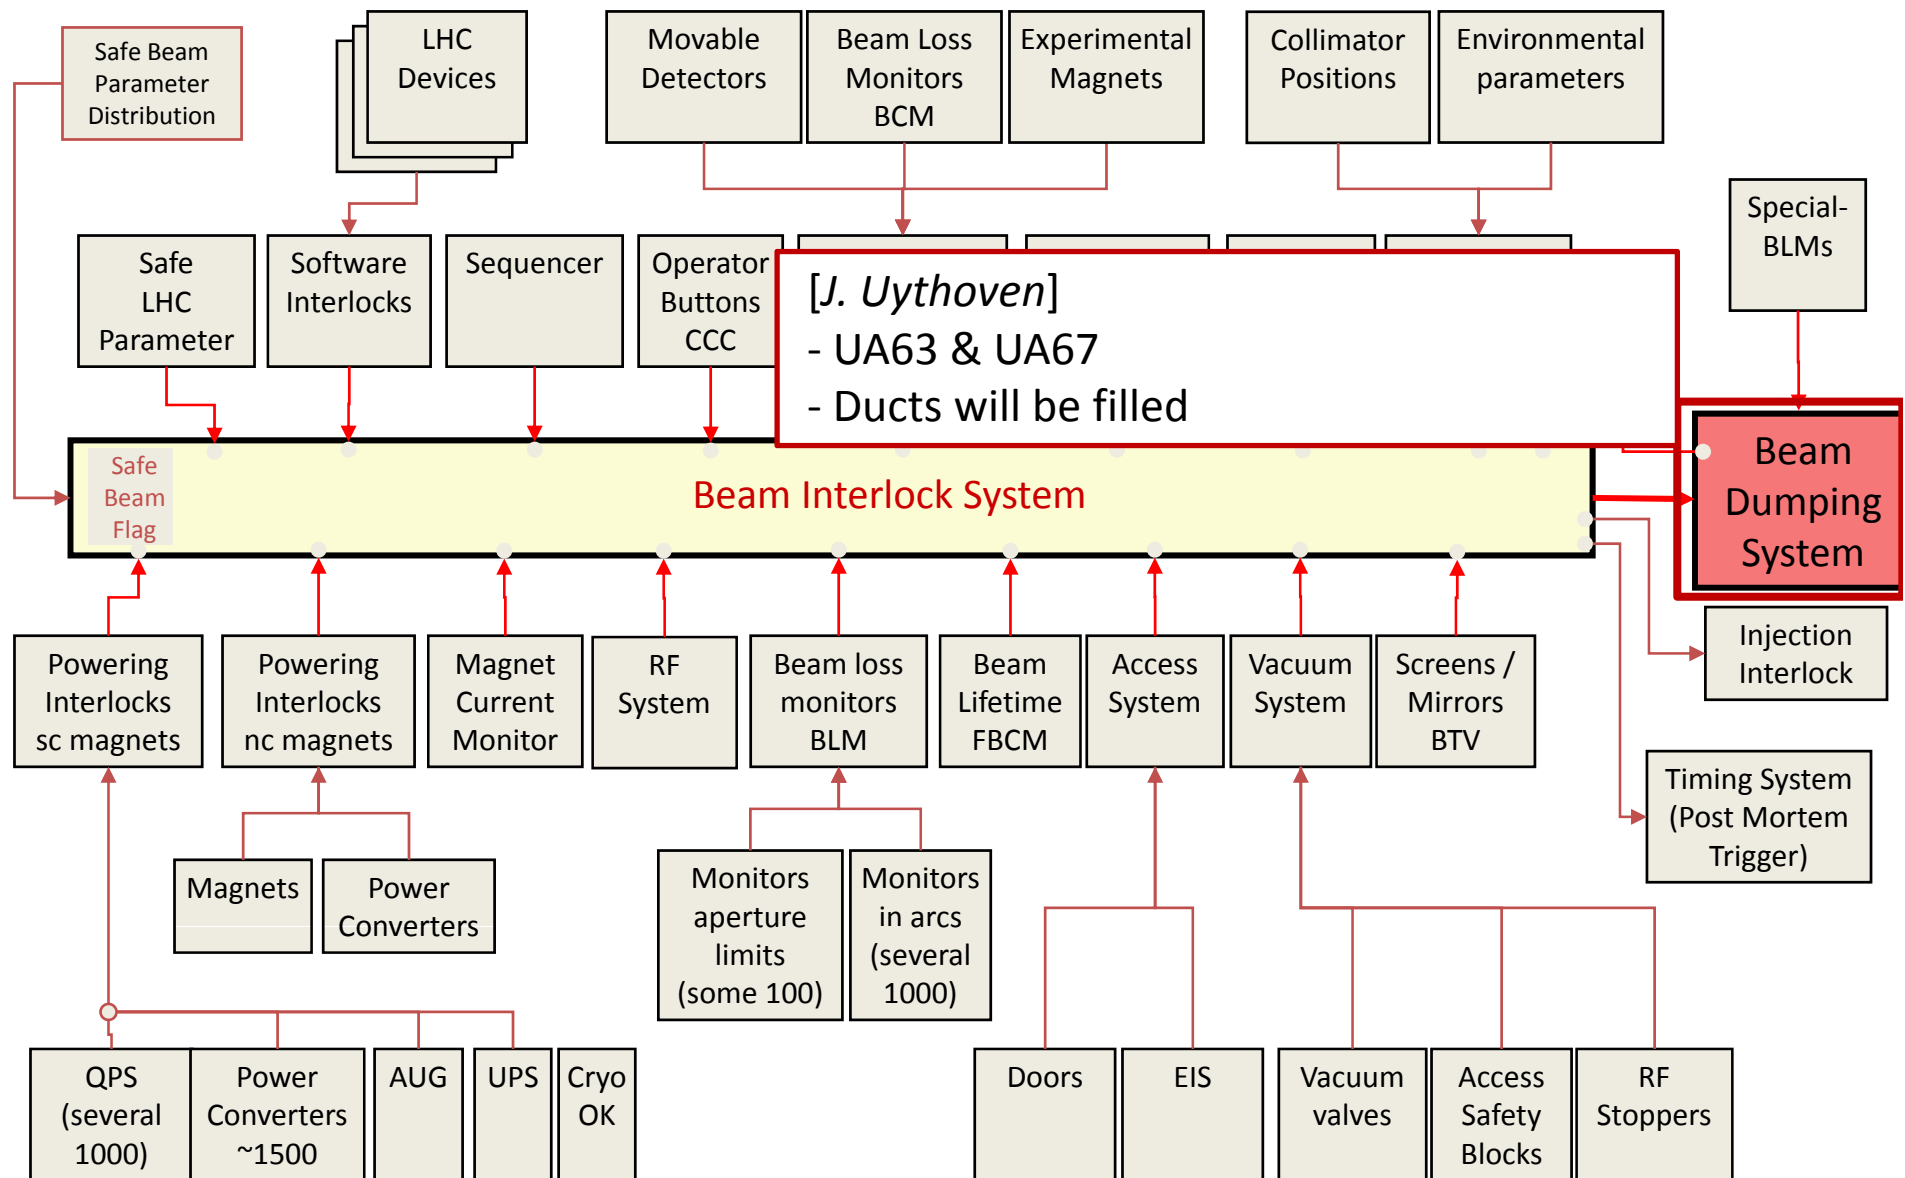 Safe Beam
Parameter
Distribution
LHC
Devices
Movable
Detectors
Beam Loss
Monitors
BCM
Experimental
Magnets
Collimator
Positions
Environmental
parameters
Special-
BLMs
Safe
LHC
Parameter
Software
Interlocks
Sequencer
Operator
Buttons
CCC
[J. Uythoven]
- UA63 & UA67
- Ducts will be filled
Safe
Beam
Flag
Beam Interlock System
Beam
Dumping
System
Injection
Interlock
Timing System
(Post Mortem
Trigger)
Powering
Interlocks
sc magnets
Powering
Interlocks
nc magnets
Magnet
Current
Monitor
RF
System
Beam loss
monitors
BLM
Beam
Lifetime
FBCM
Access
System
Vacuum
System
Screens /
Mirrors
BTV
Magnets
Power
Converters
Monitors
aperture
limits
(some 100)
Monitors
in arcs
(several
1000)
QPS
(several
1000)
Power
Converters
~1500
AUG
UPS
Cryo
OK
Doors
EIS
Vacuum
valves
Access
Safety
Blocks
RF
Stoppers